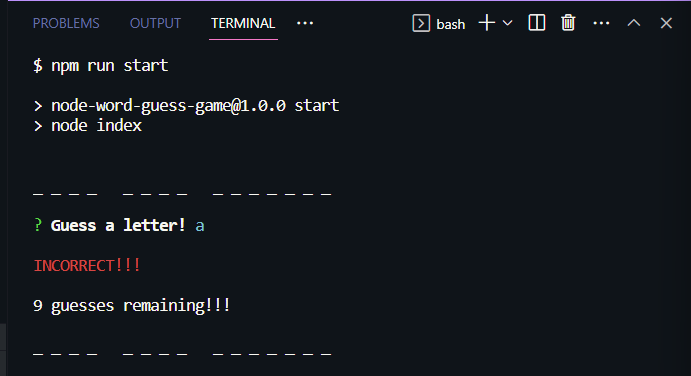 PROBLEMS OUTPUT TERMINAL ··· bash
$ npm run start
> node-word-guess-game@1.0.0 start
> node index
_ _ _ _   _ _ _ _   _ _ _ _ _ _ _
? Guess a letter! a
INCORRECT!!!
9 guesses remaining!!!
_ _ _ _   _ _ _ _   _ _ _ _ _ _ _